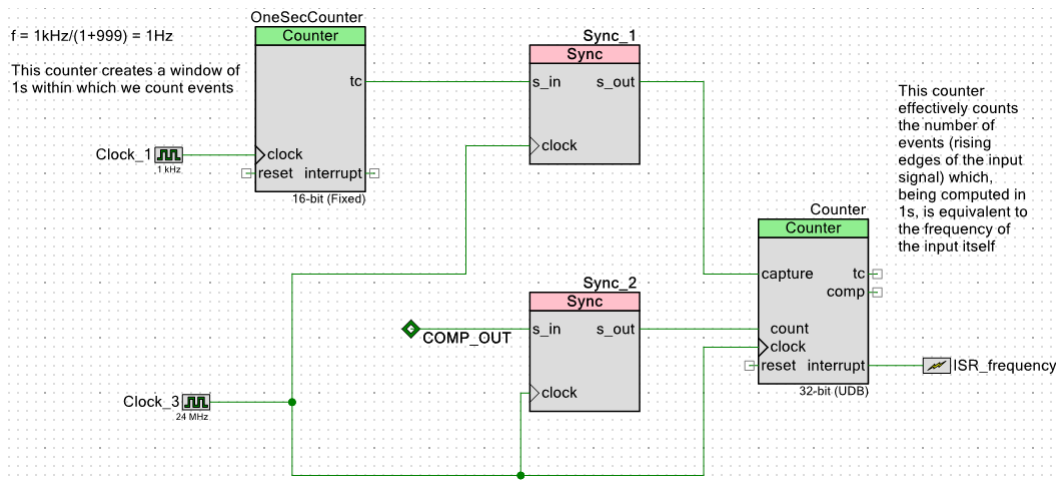 f = 1kHz/(1+999) = 1Hz
This counter creates a window of
1s within which we count events
OneSecCounter
Counter
tc
clock
reset interrupt
16-bit (Fixed)
Clock_1
1 kHz
Sync_1
Sync
s_in s_out
clock
This counter
effectively counts
the number of
events (rising
edges of the input
signal) which,
being computed in
1s, is equivalent to
the frequency of
the input itself
Sync_2
Sync
s_in s_out
clock
COMP_OUT
Clock_3
24 MHz
Counter
Counter
capture tc
comp
count
clock
reset interrupt
32-bit (UDB)
ISR_frequency